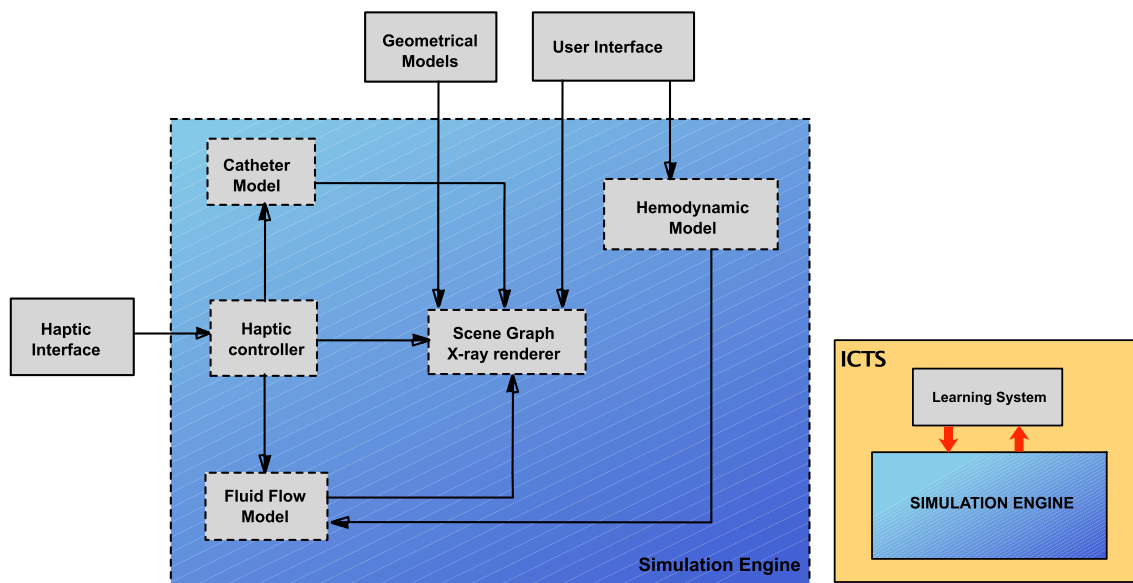 Geometrical
Models
User Interface
Catheter
Model
Hemodynamic
Model
Haptic
Interface
Haptic
controller
Scene Graph
X-ray renderer
Fluid Flow
Model
Simulation Engine
ICTS
Learning System
SIMULATION ENGINE